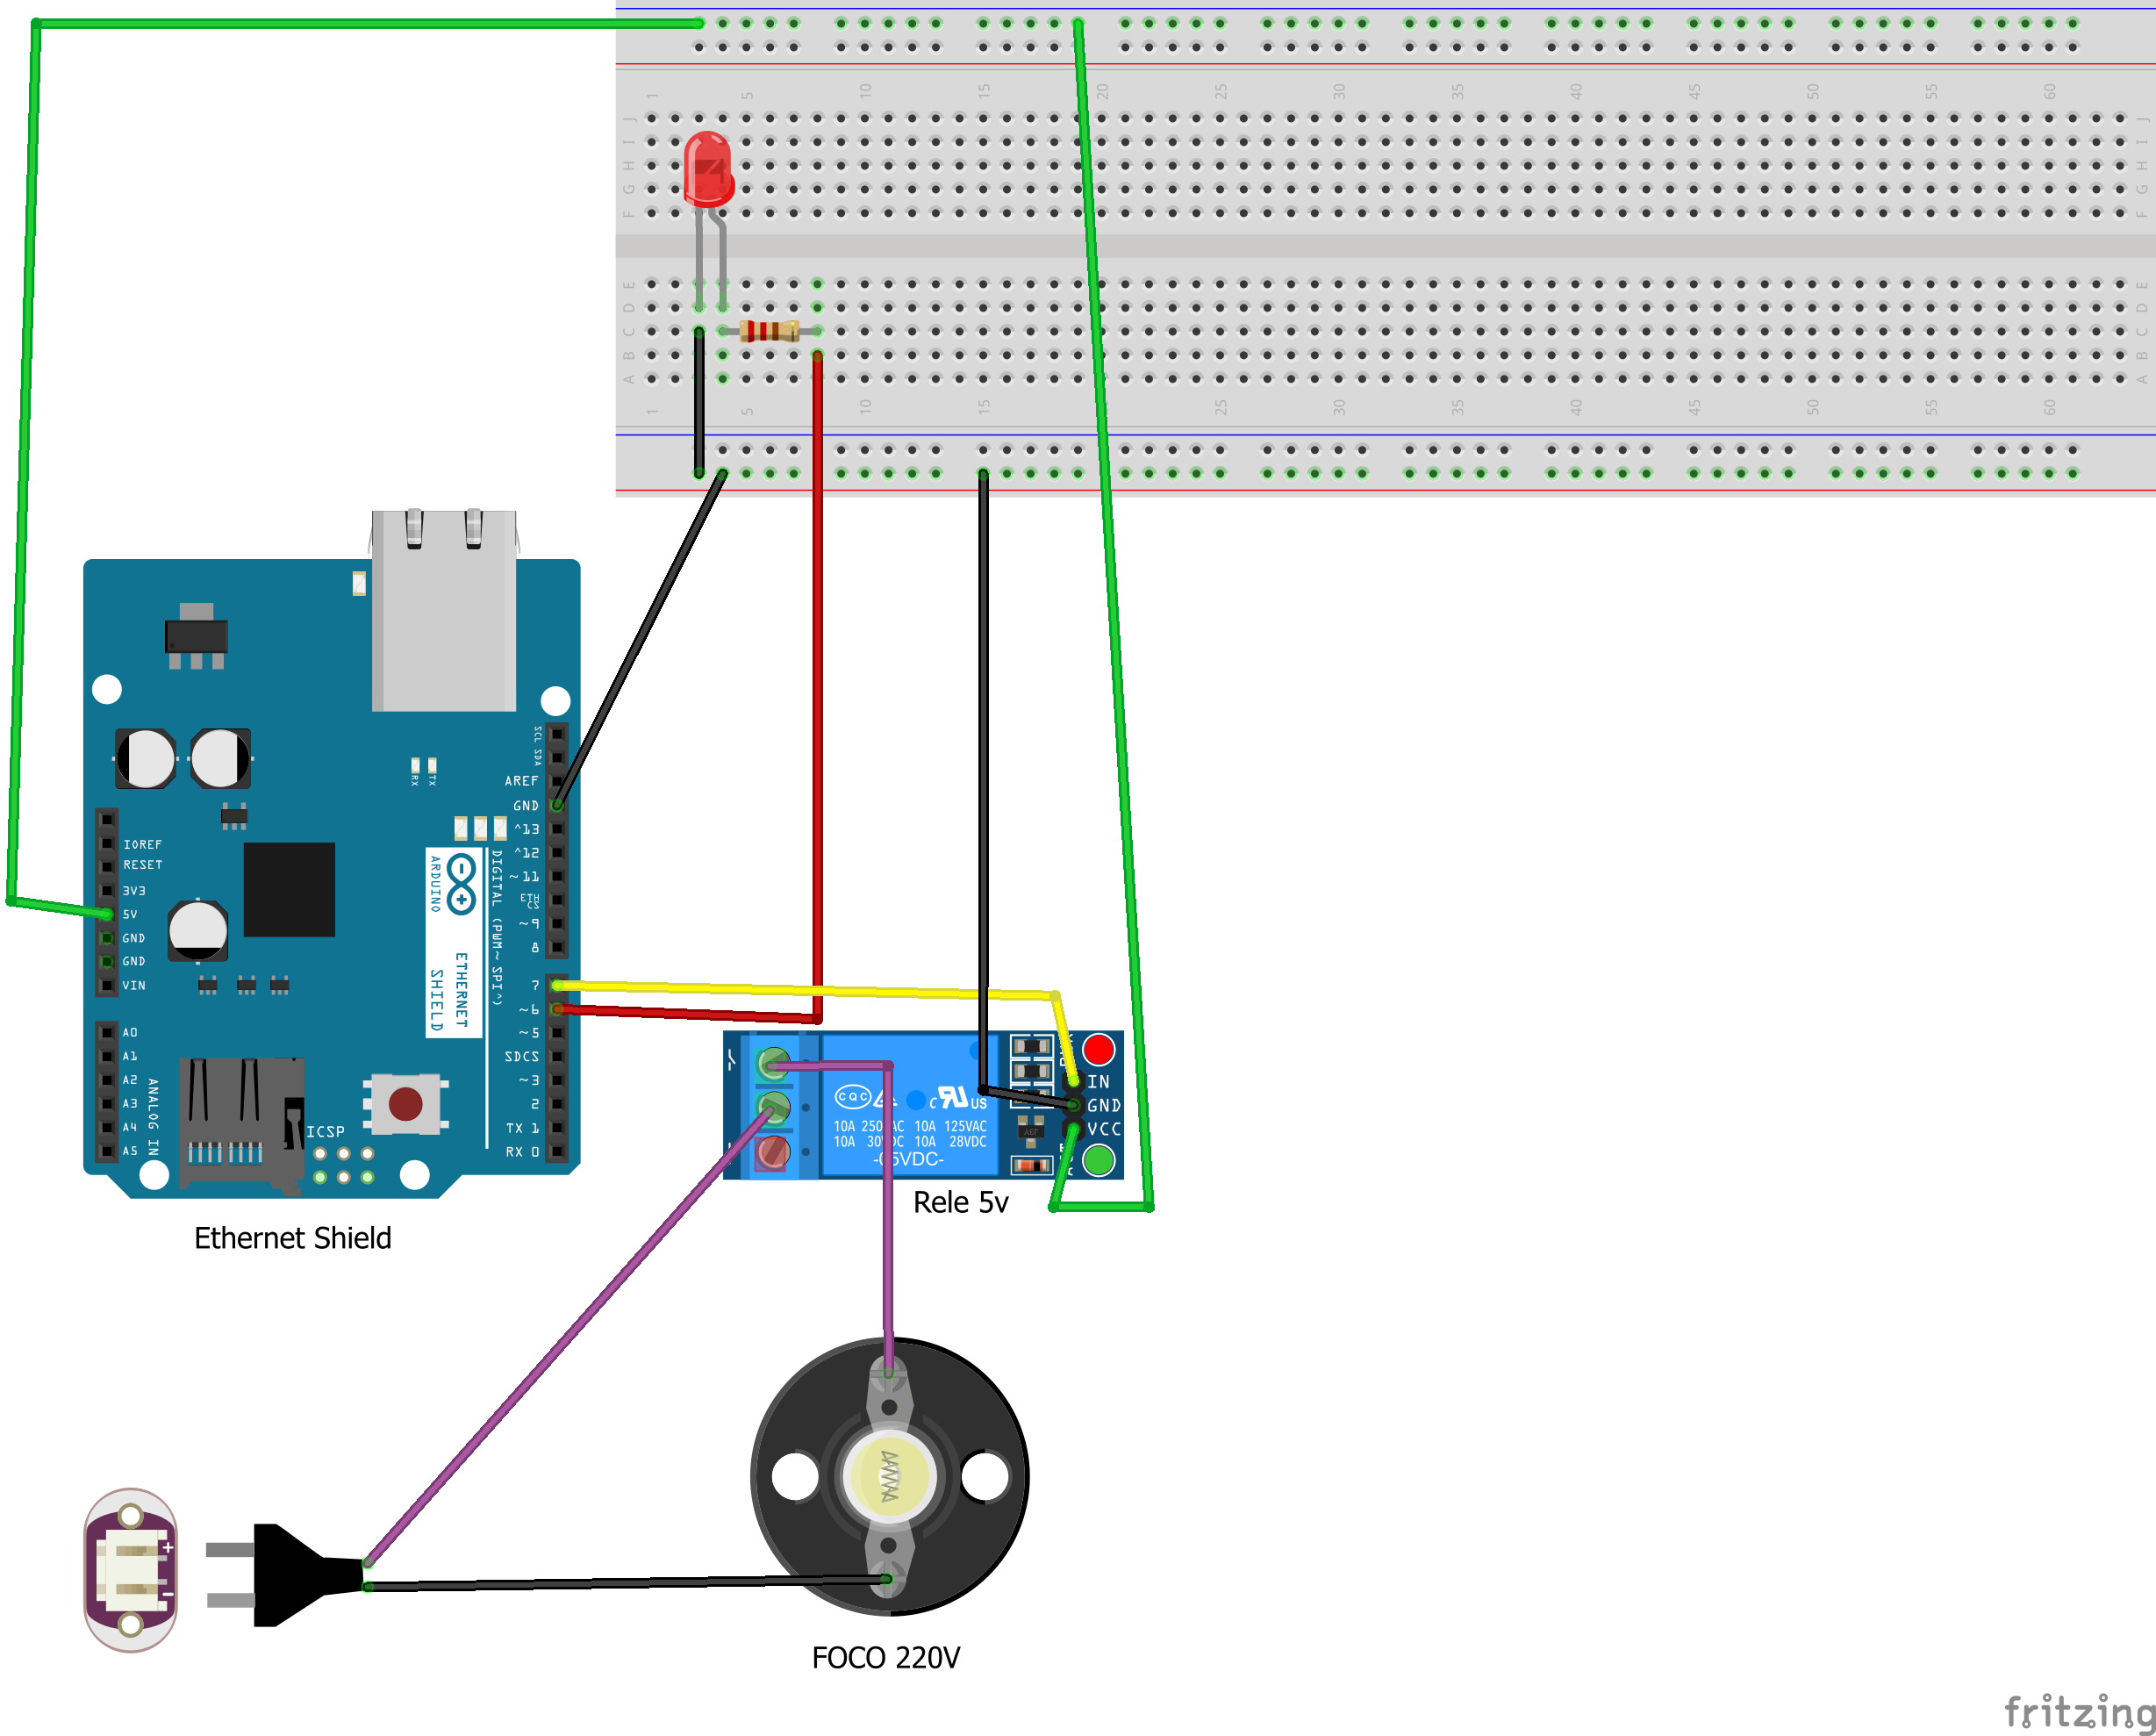 1 5 10 15 20 25 30 35 40 45 50 55 60
J J
I I
H H
G G
F F
E E
D D
C C
B B
A A
1 5 10 15 25 30 35 40 45 50 55 60
SCL SDA
RX TX
AREF
GND
^13
^12
~11
ETH
CS
~9
8
7
~6
~5
SDCS
~3
2
TX 1
RX 0
DIGITAL (PWM~ SPI^)
ARDUINO
ETHERNET
SHIELD
IOREF
RESET
3V3
5V
GND
GND
VIN
A0
A1
A2
A3
A4
A5
ANALOG IN
ICSP
Ethernet Shield
CQC
C US
10A 250VAC 10A 125VAC
10A 30VDC 10A 28VDC
-05VDC-
IN
GND
VCC
Rele 5v
+
-
FOCO 220V
fritzing